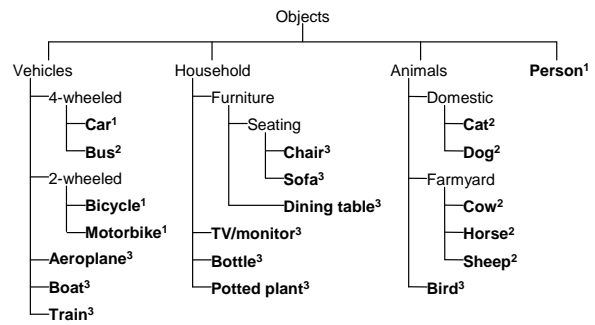 Objects
Vehicles
4-wheeled
Car¹
Bus²
2-wheeled
Bicycle¹
Motorbike¹
Aeroplane³
Boat³
Train³
Household
Furniture
Seating
Chair³
Sofa³
Dining table³
TV/monitor³
Bottle³
Potted plant³
Animals
Domestic
Cat²
Dog²
Farmyard
Cow²
Horse²
Sheep²
Bird³
Person¹